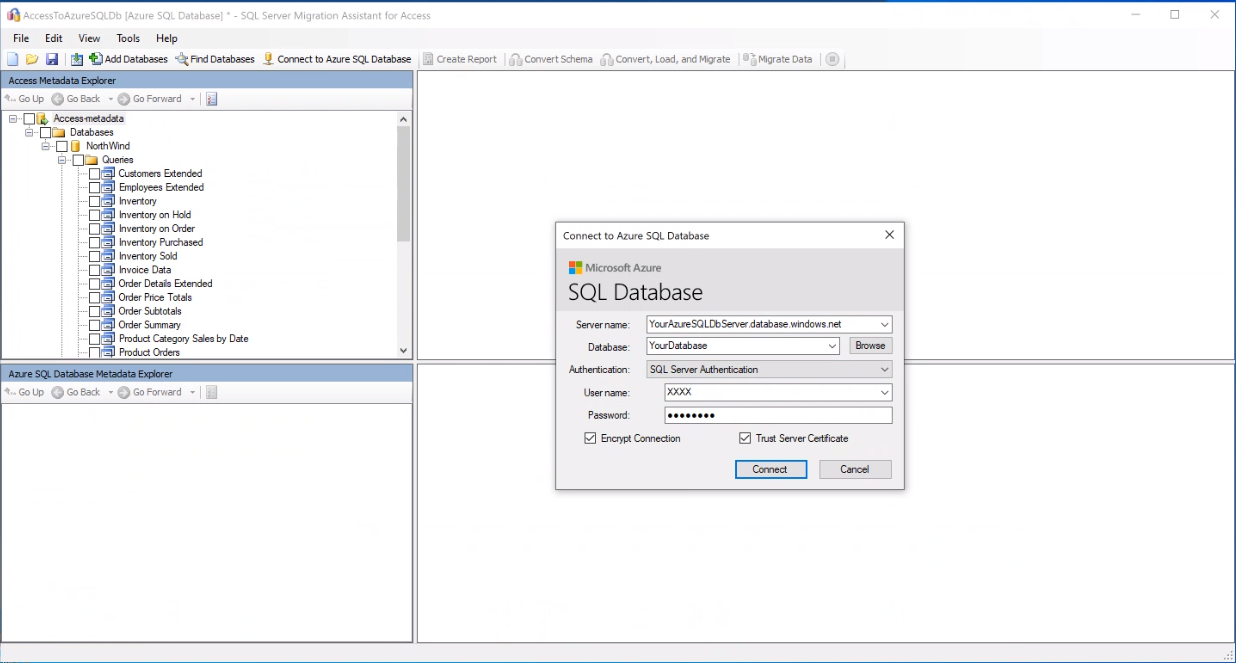 AccessToAzureSQLDb [Azure SQL Database] * - SQL Server Migration Assistant for Access
File Edit View Tools Help
Add Databases Find Databases Connect to Azure SQL Database Create Report Convert Schema Convert, Load, and Migrate Migrate Data
Access Metadata Explorer
Go Up Go Back Go Forward
Access-metadata
Databases
NorthWind
Queries
Customers Extended
Employees Extended
Inventory
Inventory on Hold
Inventory on Order
Inventory Purchased
Inventory Sold
Invoice Data
Order Details Extended
Order Price Totals
Order Subtotals
Order Summary
Product Category Sales by Date
Product Orders
Azure SQL Database Metadata Explorer
Go Up Go Back Go Forward
Connect to Azure SQL Database
Microsoft Azure
SQL Database
Server name: YourAzureSQLDbServer.database.windows.net
Database: YourDatabase Browse
Authentication: SQL Server Authentication
User name: XXXX
Password: ●●●●●●●●
Encrypt Connection Trust Server Certificate
Connect Cancel